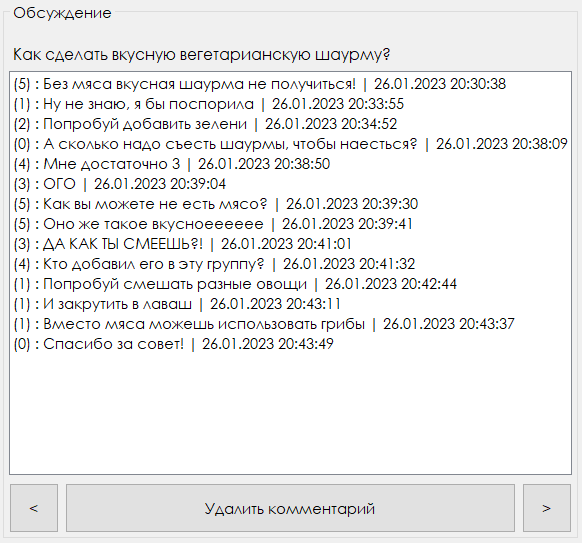 Обсуждение
Как сделать вкусную вегетарианскую шаурму?
(5) : Без мяса вкусная шаурма не получиться! | 26.01.2023 20:30:38
(1) : Ну не знаю, я бы поспорила | 26.01.2023 20:33:55
(2) : Попробуй добавить зелени | 26.01.2023 20:34:52
(0) : А сколько надо съесть шаурмы, чтобы наесться? | 26.01.2023 20:38:09
(4) : Мне достаточно 3 | 26.01.2023 20:38:50
(3) : ОГО | 26.01.2023 20:39:04
(5) : Как вы можете не есть мясо? | 26.01.2023 20:39:30
(5) : Оно же такое вкусноееееее | 26.01.2023 20:39:41
(3) : ДА КАК ТЫ СМЕЕШЬ?! | 26.01.2023 20:41:01
(4) : Кто добавил его в эту группу? | 26.01.2023 20:41:32
(1) : Попробуй смешать разные овощи | 26.01.2023 20:42:44
(1) : И закрутить в лаваш | 26.01.2023 20:43:11
(1) : Вместо мяса можешь использовать грибы | 26.01.2023 20:43:37
(0) : Спасибо за совет! | 26.01.2023 20:43:49
< Удалить комментарий >